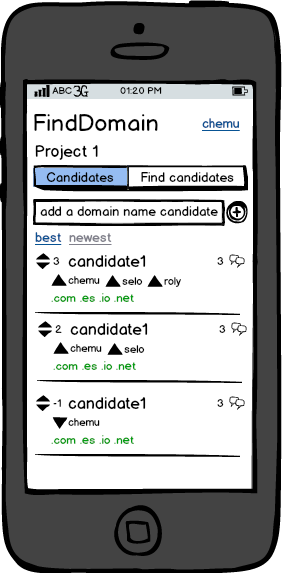 ABC 3G 01:20 PM
FindDomain chemu
Project 1
Candidates Find candidates
add a domain name candidate
best newest
3 candidate1 3
chemu selo roly
.com .es .io .net
2 candidate1 3
chemu selo
.com .es .io .net
-1 candidate1 3
chemu
.com .es .io .net